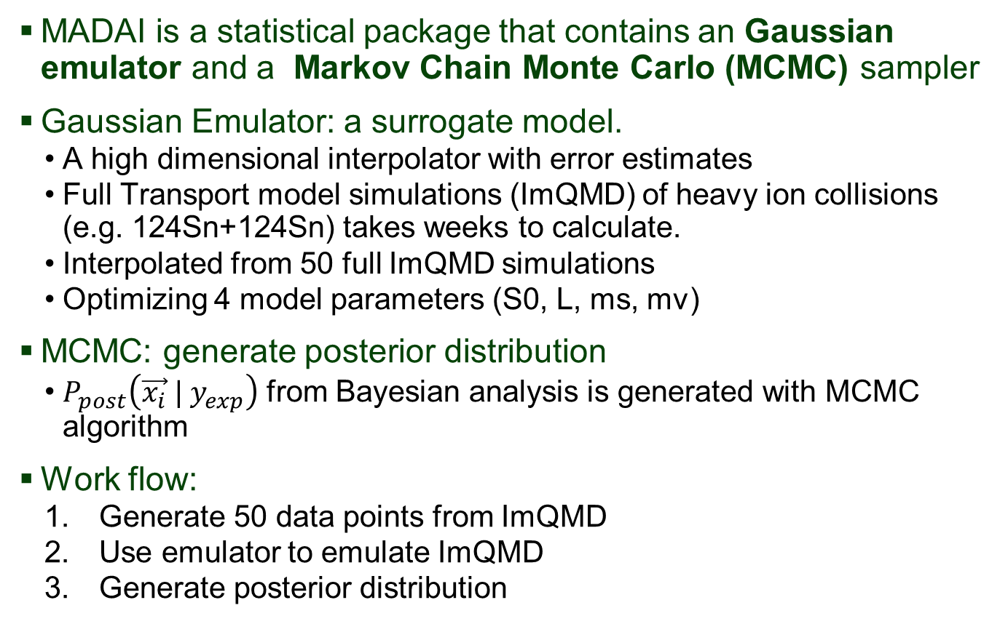 ▪ MADAI is a statistical package that contains an Gaussian
emulator and a Markov Chain Monte Carlo (MCMC) sampler
▪ Gaussian Emulator: a surrogate model.
• A high dimensional interpolator with error estimates
• Full Transport model simulations (ImQMD) of heavy ion collisions
(e.g. 124Sn+124Sn) takes weeks to calculate.
• Interpolated from 50 full ImQMD simulations
• Optimizing 4 model parameters (S0, L, ms, mv)
▪ MCMC: generate posterior distribution
• $P_{post}(\overrightarrow{x_i} \mid y_{exp})$ from Bayesian analysis is generated with MCMC
algorithm
▪ Work flow:
1. Generate 50 data points from ImQMD
2. Use emulator to emulate ImQMD
3. Generate posterior distribution